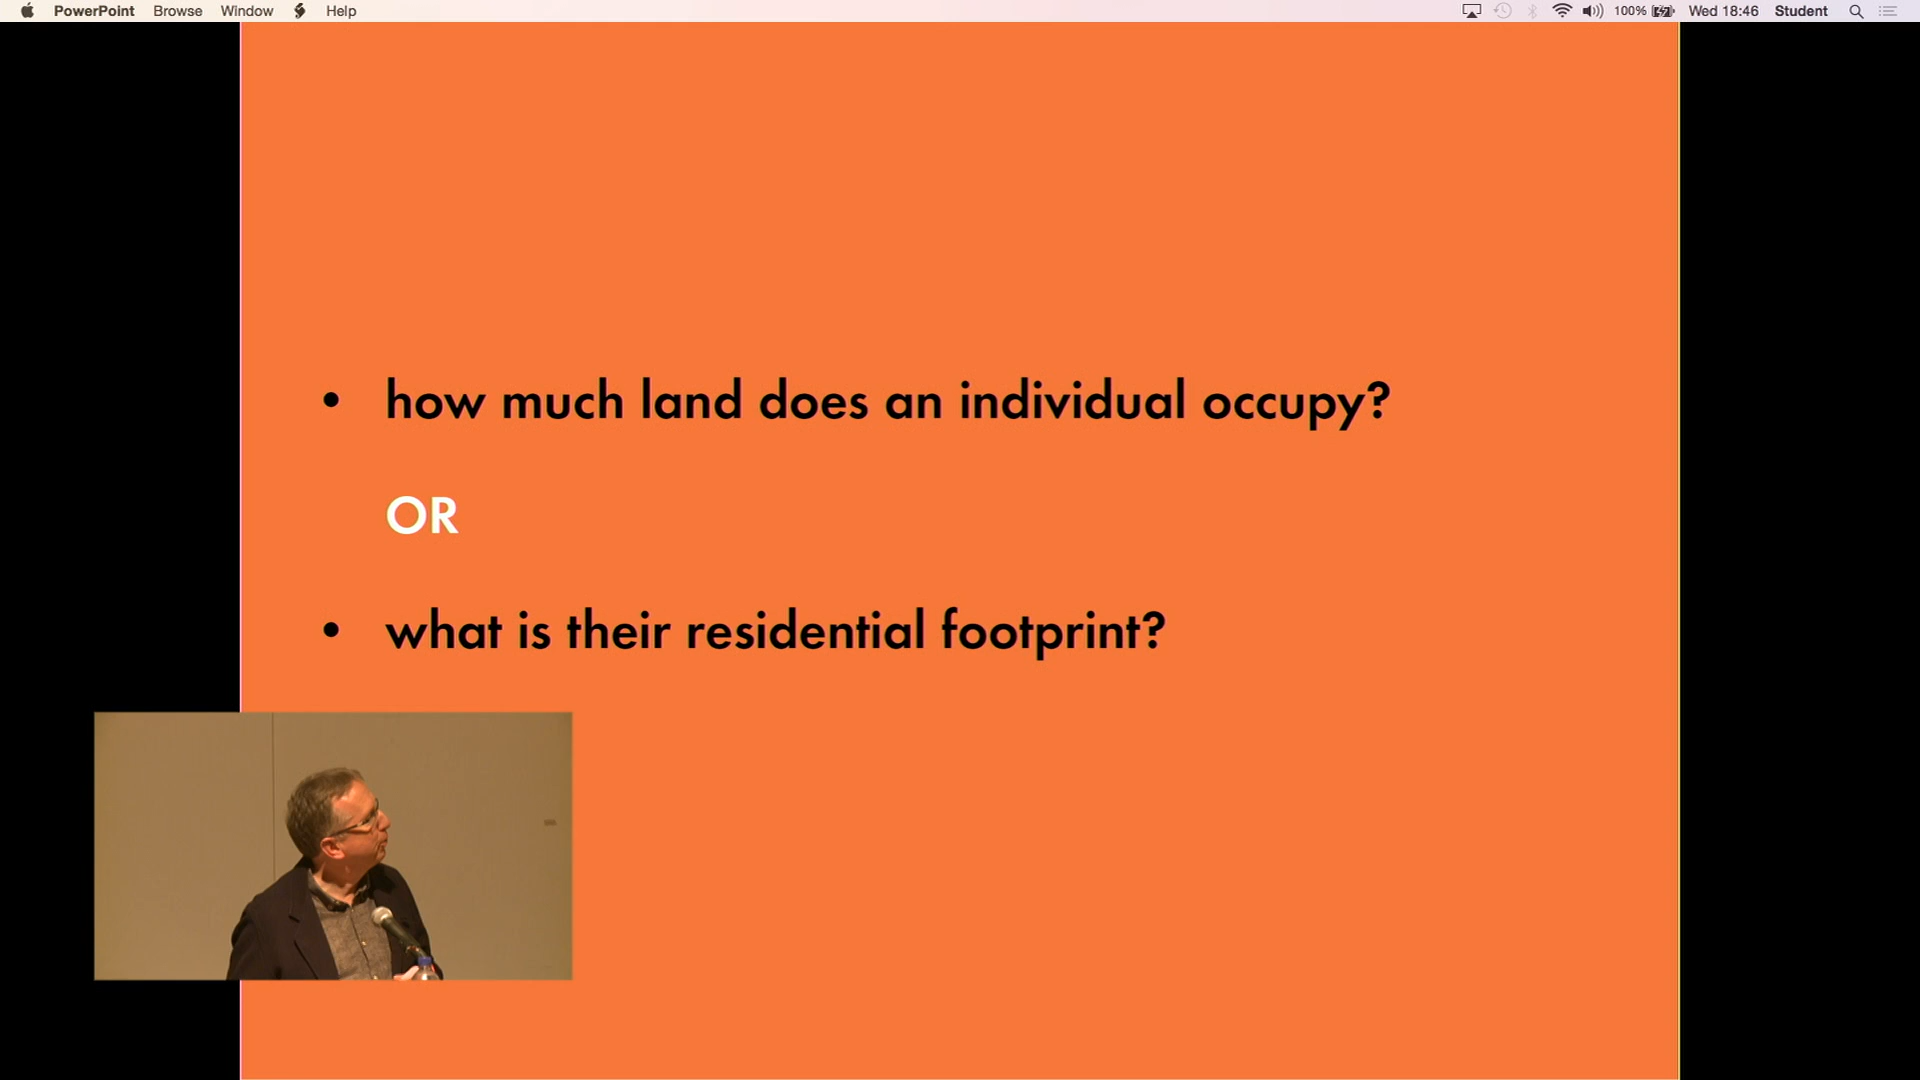 PowerPoint Browse Window Help 100% Wed 18:46 Student
• how much land does an individual occupy?
OR
• what is their residential footprint?